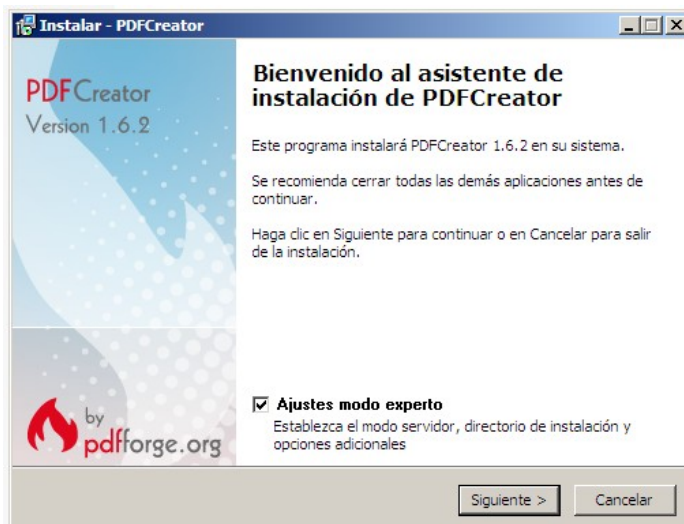 Instalar - PDFCreator
PDFCreator
Version 1.6.2
Bienvenido al asistente de
instalación de PDFCreator
Este programa instalará PDFCreator 1.6.2 en su sistema.
Se recomienda cerrar todas las demás aplicaciones antes de
continuar.
Haga clic en Siguiente para continuar o en Cancelar para salir
de la instalación.
Ajustes modo experto
Establezca el modo servidor, directorio de instalación y
opciones adicionales
by
pdfforge.org
Siguiente >
Cancelar